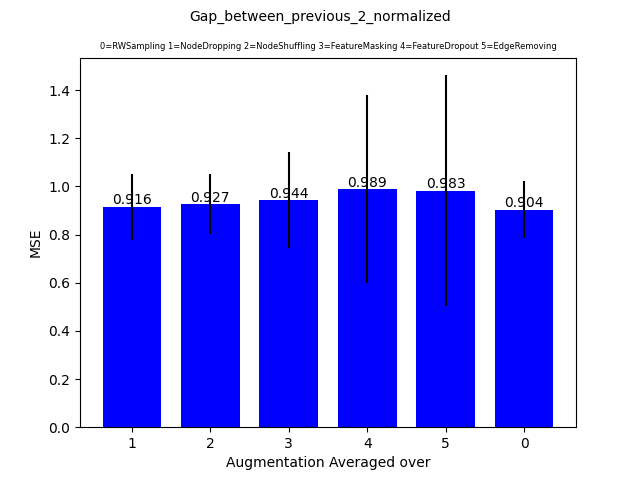 Gap_between_previous_2_normalized
0=RWSampling 1=NodeDropping 2=NodeShuffling 3=FeatureMasking 4=FeatureDropout 5=EdgeRemoving
1.4
1.2
1.0
0.8
0.6
0.4
0.2
0.0
MSE
0.916
0.927
0.944
0.989
0.983
0.904
1 2 3 4 5 0
Augmentation Averaged over